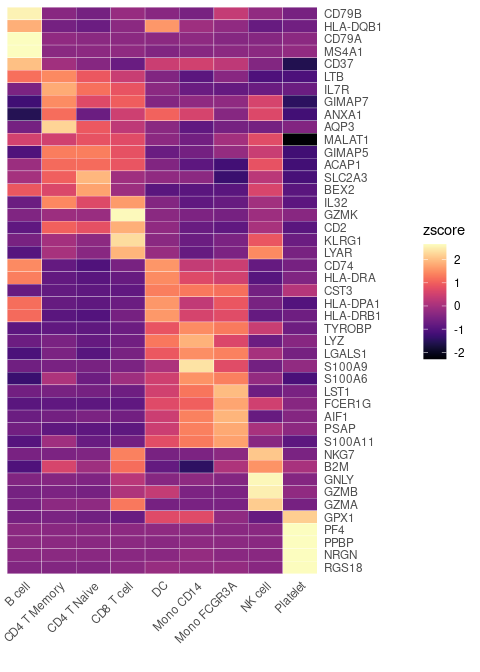 CD79B
HLA-DQB1
CD79A
MS4A1
CD37
LTB
IL7R
GIMAP7
ANXA1
AQP3
MALAT1
GIMAP5
ACAP1
SLC2A3
BEX2
IL32
GZMK
CD2
KLRG1
LYAR
CD74
HLA-DRA
CST3
HLA-DPA1
HLA-DRB1
TYROBP
LYZ
LGALS1
S100A9
S100A6
LST1
FCER1G
AIF1
PSAP
S100A11
NKG7
B2M
GNLY
GZMB
GZMA
GPX1
PF4
PPBP
NRGN
RGS18
B cell
CD4 T Memory
CD4 T Naive
CD8 T cell
DC
Mono CD14
Mono FCGR3A
NK cell
Platelet
zscore
2
1
0
-1
-2